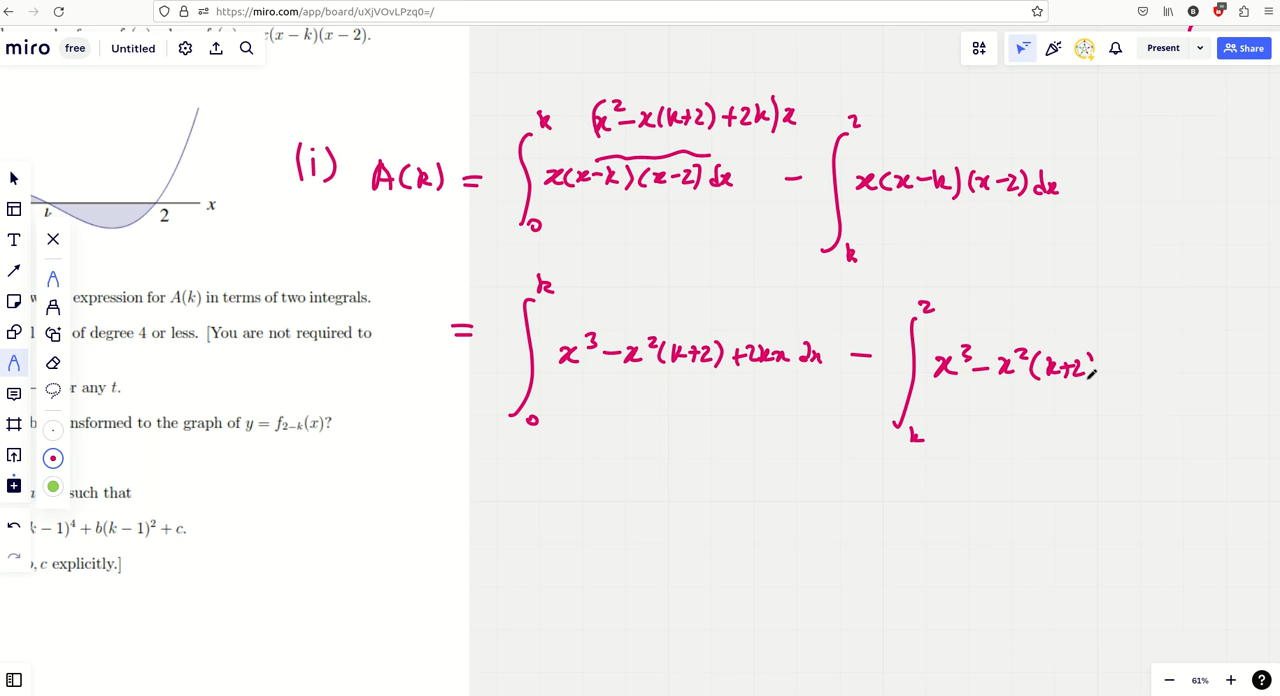 https://miro.com/app/board/uXjVOvLPzq0=/
x(x − k)(x − 2).
miro free Untitled Present Share
x
k 2
expression for A(k) in terms of two integrals.
of degree 4 or less. [You are not required to
r any t.
nsformed to the graph of y = f₂₋ₖ(x)?
such that
k − 1)⁴ + b(k − 1)² + c.
, c explicitly.]
(x² − x(k+2) + 2k)x
(i) A(k) = ∫₀ᵏ x(x−k)(x−2) dx − ∫ₖ² x(x−k)(x−2) dx
= ∫₀ᵏ x³ − x²(k+2) + 2kx dx − ∫ₖ² x³ − x²(k+2)
61%